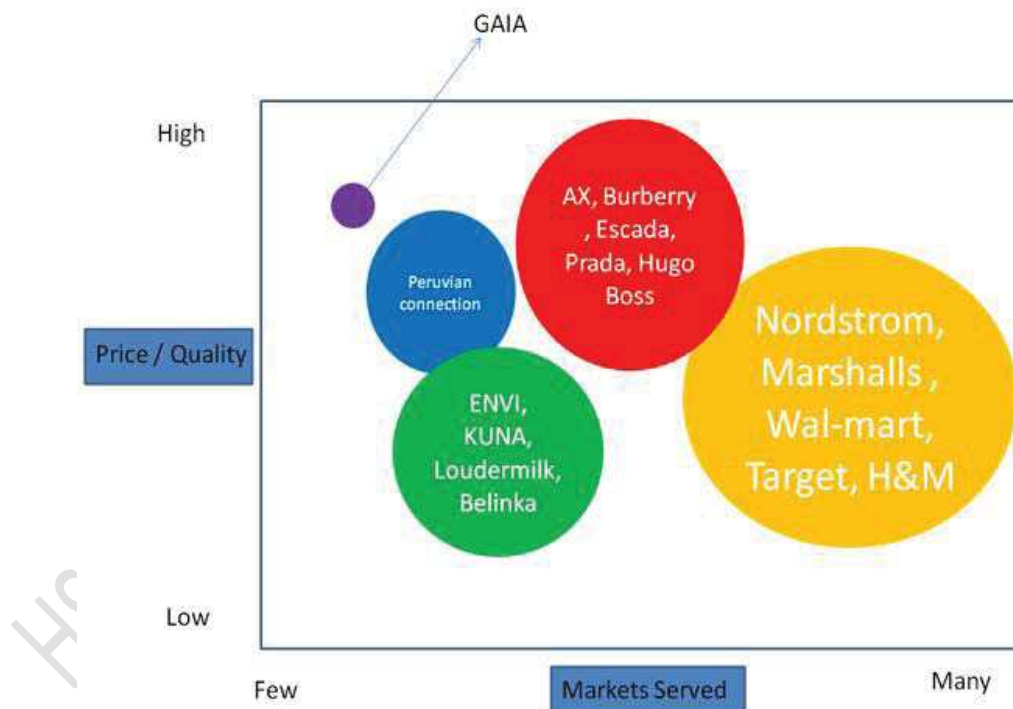 GAIA
High
AX, Burberry
, Escada,
Prada, Hugo
Boss
Peruvian
connection
Nordstrom,
Marshalls ,
Wal-mart,
Target, H&M
Price / Quality
ENVI,
KUNA,
Loudermilk,
Belinka
Low
Few
Markets Served
Many